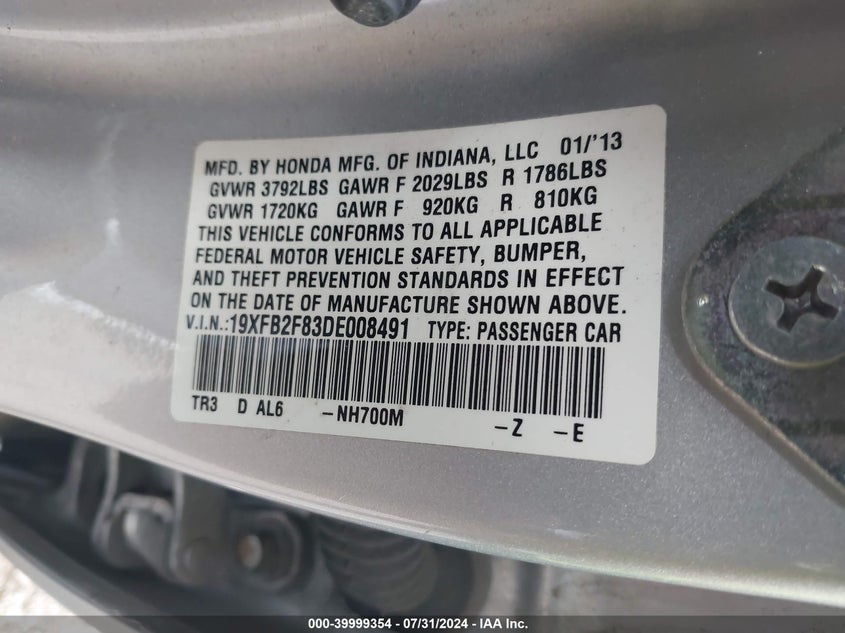 MFD. BY HONDA MFG. OF INDIANA, LLC 01/'13
GVWR 3792LBS GAWR F 2029LBS R 1786LBS
GVWR 1720KG GAWR F 920KG R 810KG
THIS VEHICLE CONFORMS TO ALL APPLICABLE
FEDERAL MOTOR VEHICLE SAFETY, BUMPER,
AND THEFT PREVENTION STANDARDS IN EFFECT
ON THE DATE OF MANUFACTURE SHOWN ABOVE.
V.I.N.:19XFB2F83DE008491 TYPE: PASSENGER CAR
TR3 D AL6 -NH700M -Z -E
000-39999354 / 07/31/2024 - IAA Inc.